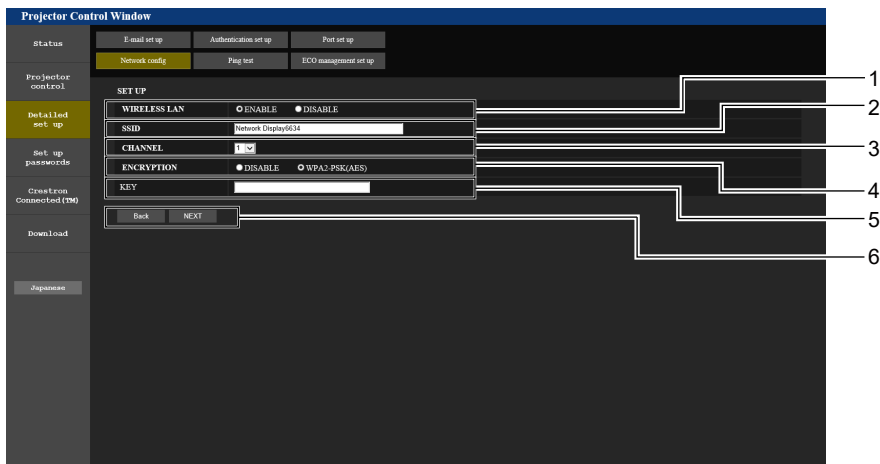 Projector Control Window
Status
E-mail set up Authentication set up Port set up
Network config Ping test ECO management set up
Projector
control
Detailed
set up
Set up
passwords
Crestron
Connected(TM)
Download
Japanese
SET UP
WIRELESS LAN ENABLE DISABLE
SSID Network Display6634
CHANNEL 1
ENCRYPTION DISABLE WPA2-PSK(AES)
KEY
Back NEXT
1
2
3
4
5
6